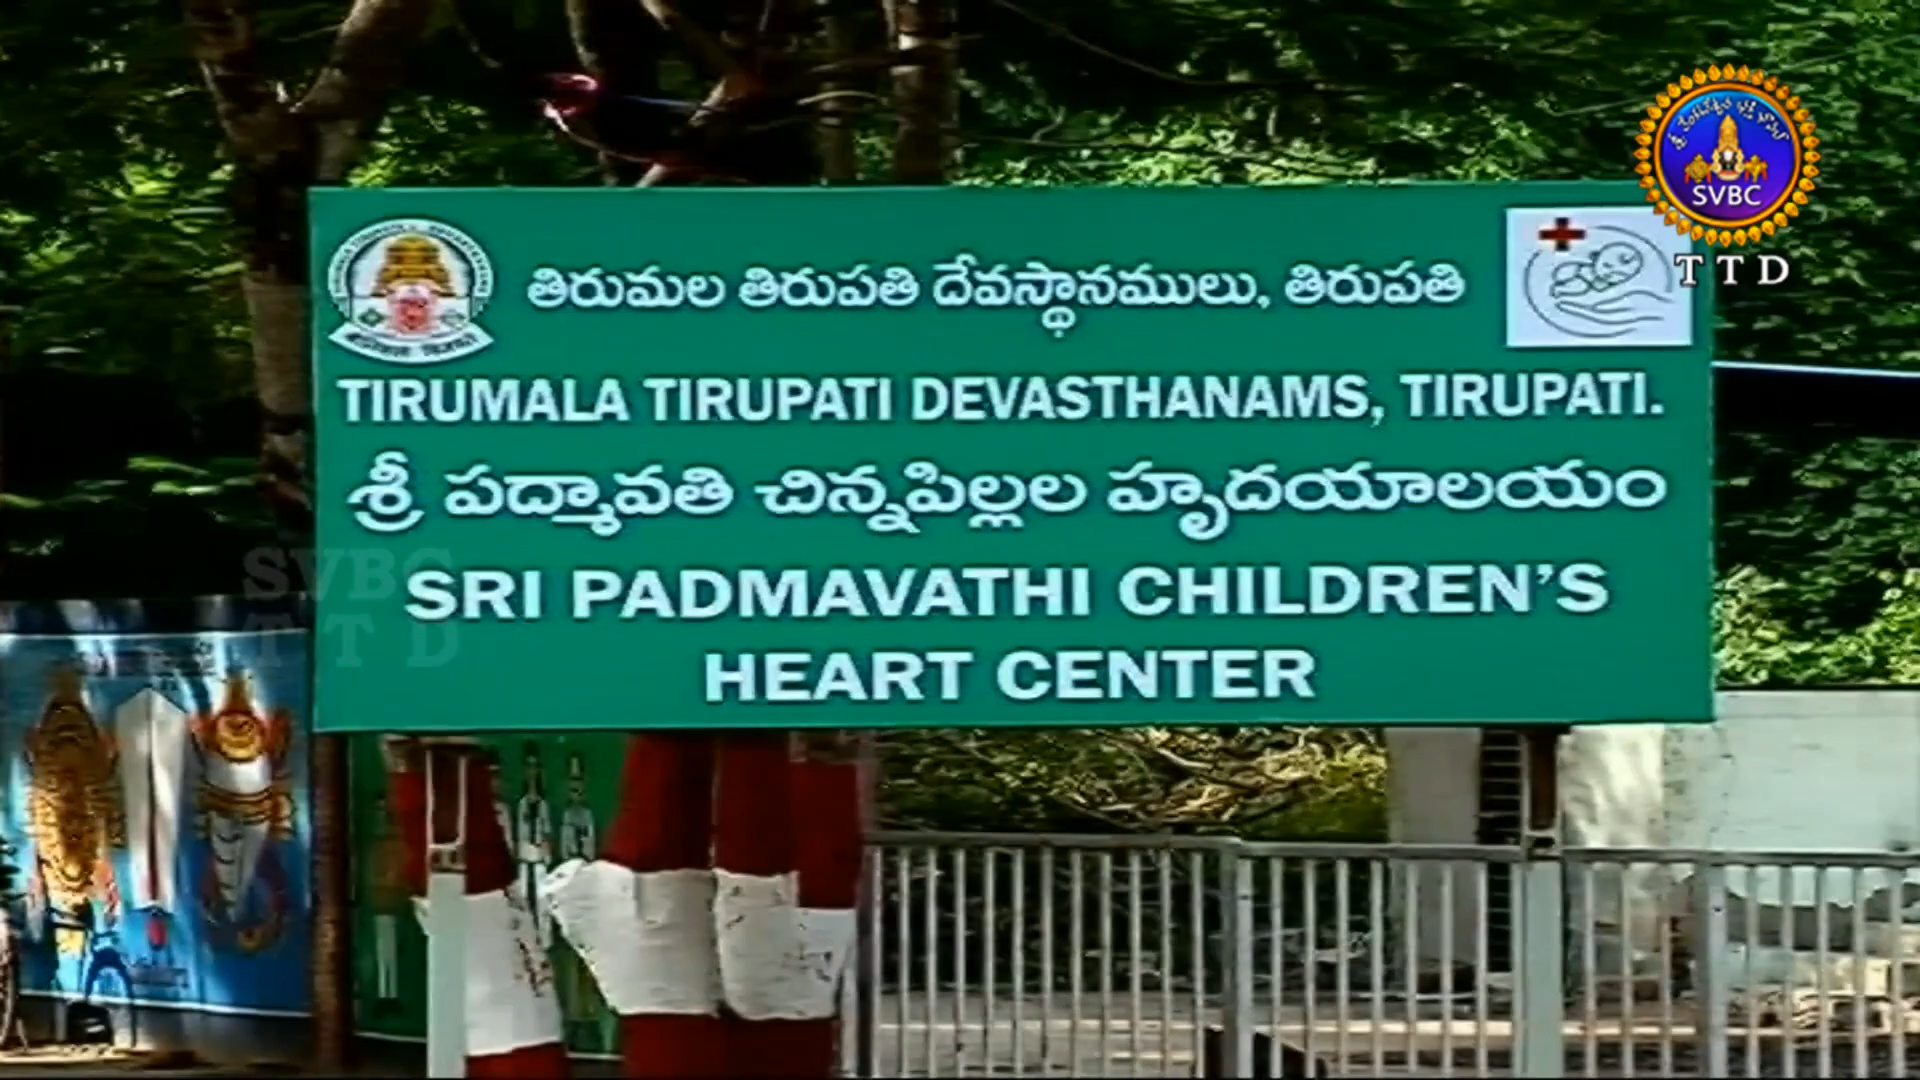 SVBC
T T D
తిరుమల తిరుపతి దేవస్థానములు, తిరుపతి
TIRUMALA TIRUPATI DEVASTHANAMS, TIRUPATI.
శ్రీ పద్మావతి చిన్నపిల్లల హృదయాలయం
SRI PADMAVATHI CHILDREN'S
HEART CENTER
SVBC
T T D